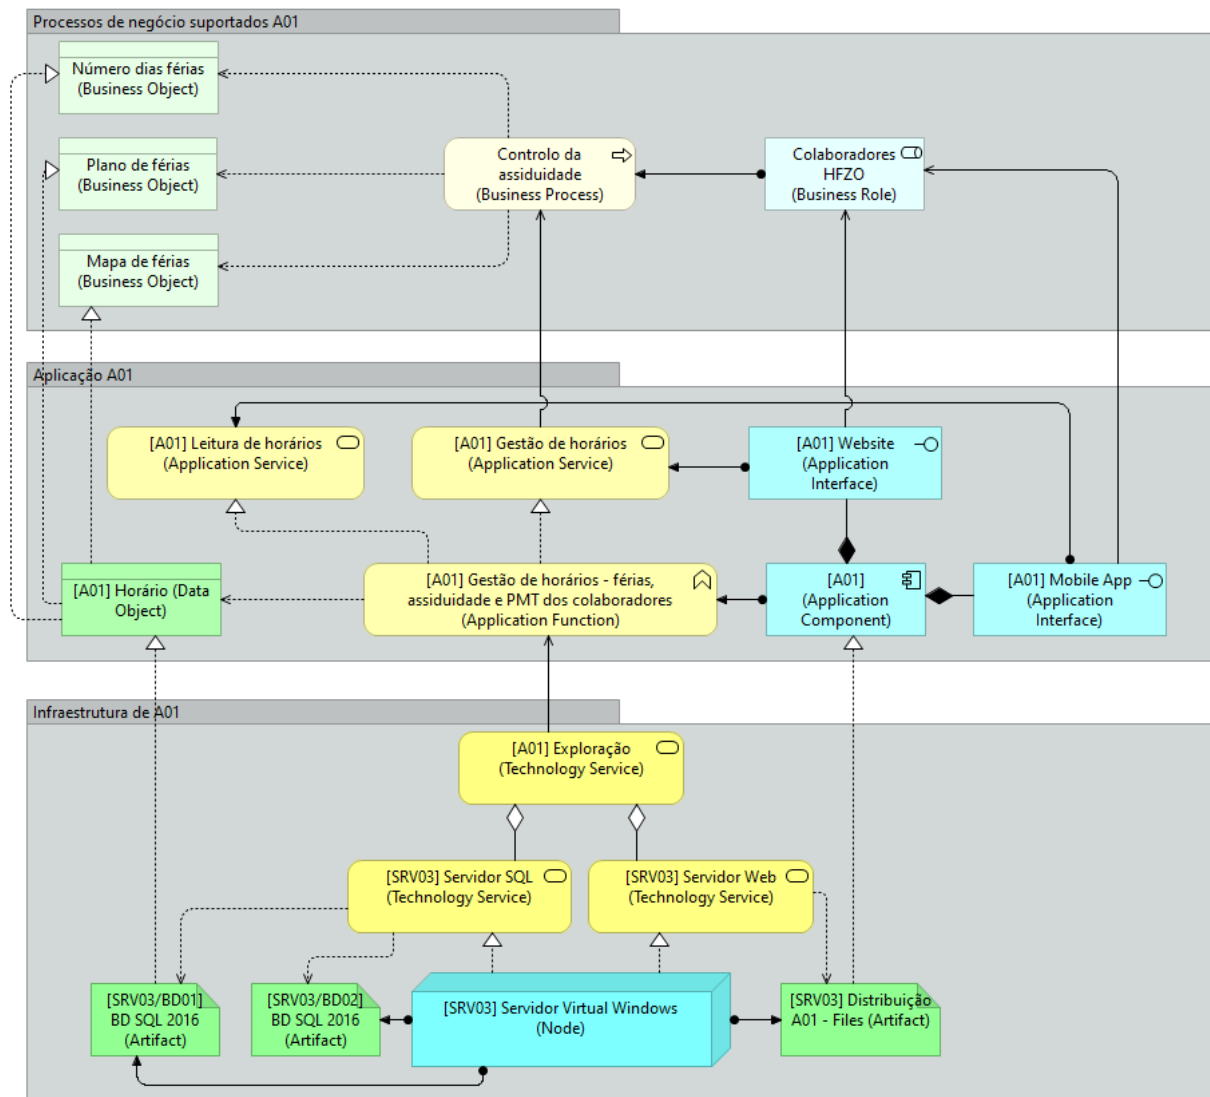 Processos de negócio suportados A01
Número dias férias
(Business Object)
Plano de férias
(Business Object)
Controlo da
assiduidade
(Business Process)
Colaboradores
HFZO
(Business Role)
Mapa de férias
(Business Object)
Aplicação A01
[A01] Leitura de horários
(Application Service)
[A01] Gestão de horários
(Application Service)
[A01] Website
(Application
Interface)
[A01] Horário (Data
Object)
[A01] Gestão de horários - férias,
assiduidade e PMT dos colaboradores
(Application Function)
[A01]
(Application
Component)
[A01] Mobile App
(Application
Interface)
Infraestrutura de A01
[A01] Exploração
(Technology Service)
[SRV03] Servidor SQL
(Technology Service)
[SRV03] Servidor Web
(Technology Service)
[SRV03/BD01]
BD SQL 2016
(Artifact)
[SRV03/BD02]
BD SQL 2016
(Artifact)
[SRV03] Servidor Virtual Windows
(Node)
[SRV03] Distribuição
A01 - Files (Artifact)